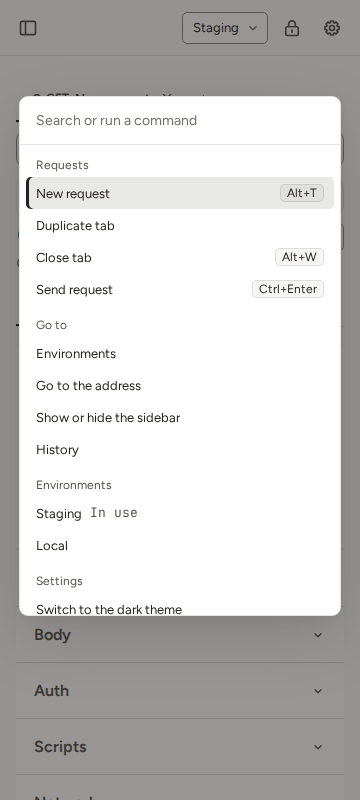 Staging
Search or run a command
Requests
New request Alt+T
Duplicate tab
Close tab Alt+W
Send request Ctrl+Enter
Go to
Environments
Go to the address
Show or hide the sidebar
History
Environments
Staging In use
Local
Settings
Switch to the dark theme
Body
Auth
Scripts